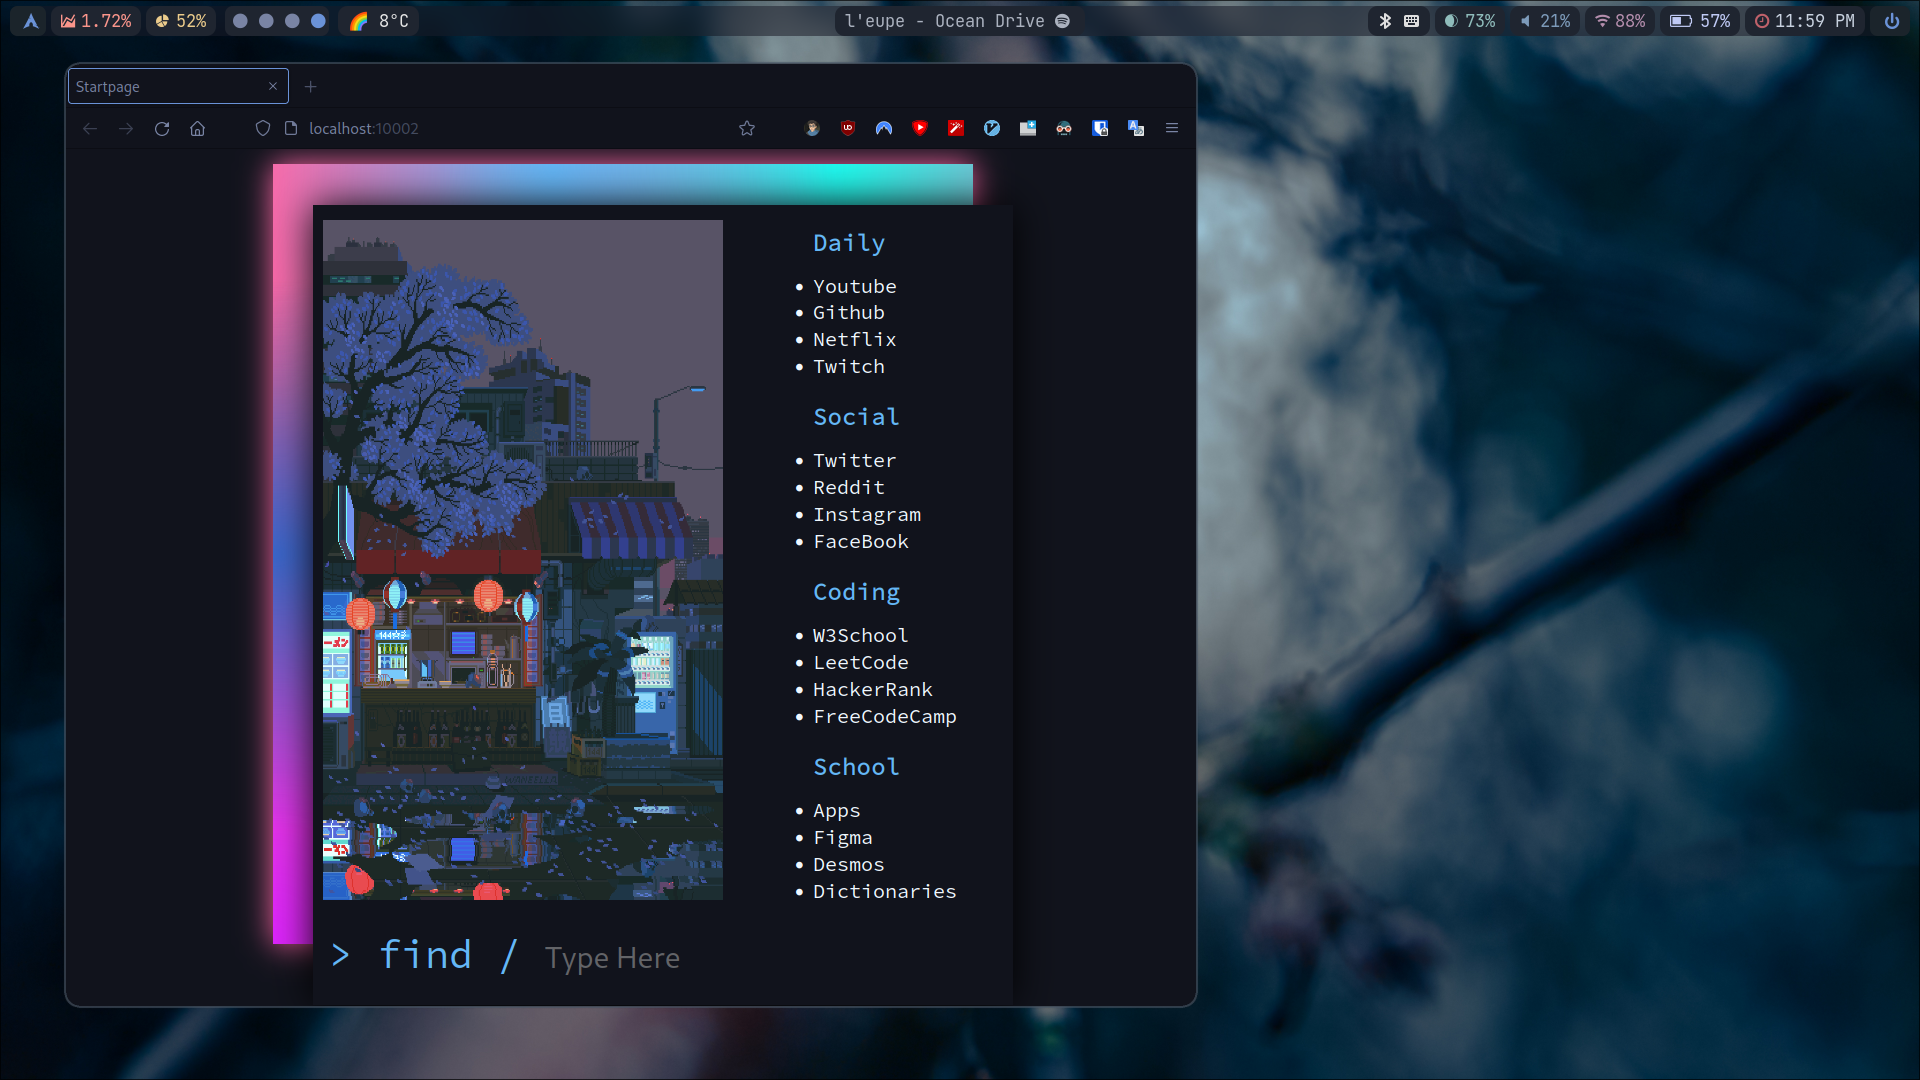 1.72%
52%
8°C
l'eupe - Ocean Drive
73%
21%
88%
57%
11:59 PM
Startpage
localhost:10002
Daily
Youtube
Github
Netflix
Twitch
Social
Twitter
Reddit
Instagram
FaceBook
Coding
W3School
LeetCode
HackerRank
FreeCodeCamp
School
Apps
Figma
Desmos
Dictionaries
> find / Type Here